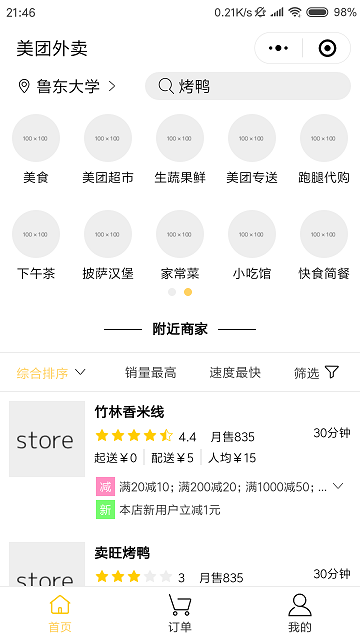 21:46 0.21K/s 98%
美团外卖
鲁东大学 烤鸭
100×100 100×100 100×100 100×100 100×100
美食 美团超市 生蔬果鲜 美团专送 跑腿代购
100×100 100×100 100×100 100×100 100×100
下午茶 披萨汉堡 家常菜 小吃馆 快食简餐
附近商家
综合排序 销量最高 速度最快 筛选
store
竹林香米线
4.4 月售835 30分钟
起送¥0 配送¥5 人均¥15
减 满20减10；满200减20；满1000减50；...
新 本店新用户立减1元
store
卖旺烤鸭
3 月售835 30分钟
首页 订单 我的